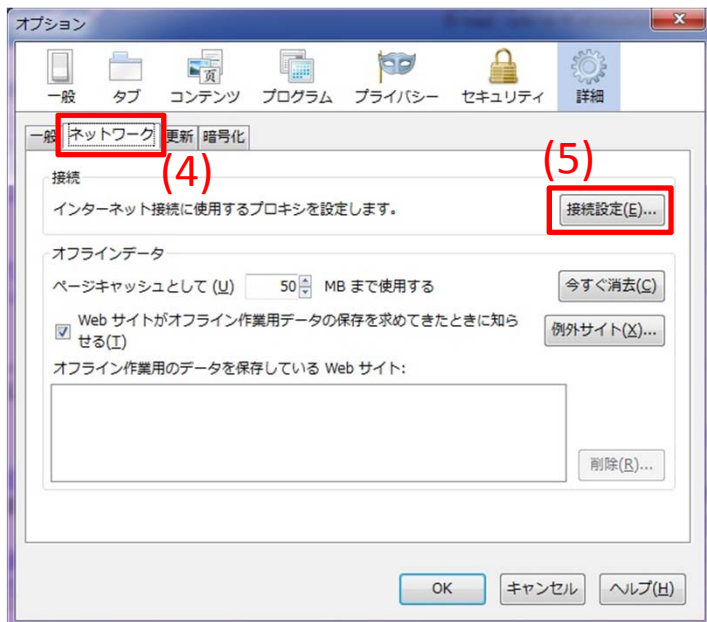 オプション
一般 タブ コンテンツ プログラム プライバシー セキュリティ 詳細
一般 ネットワーク 更新 暗号化
(4)
(5)
接続
インターネット接続に使用するプロキシを設定します。 接続設定(E)...
オフラインデータ
ページキャッシュとして (U) 50 MB まで使用する 今すぐ消去(C)
Web サイトがオフライン作業用データの保存を求めてきたときに知ら
せる(T)
例外サイト(X)...
オフライン作業用のデータを保存している Web サイト:
削除(R)...
OK キャンセル ヘルプ(H)